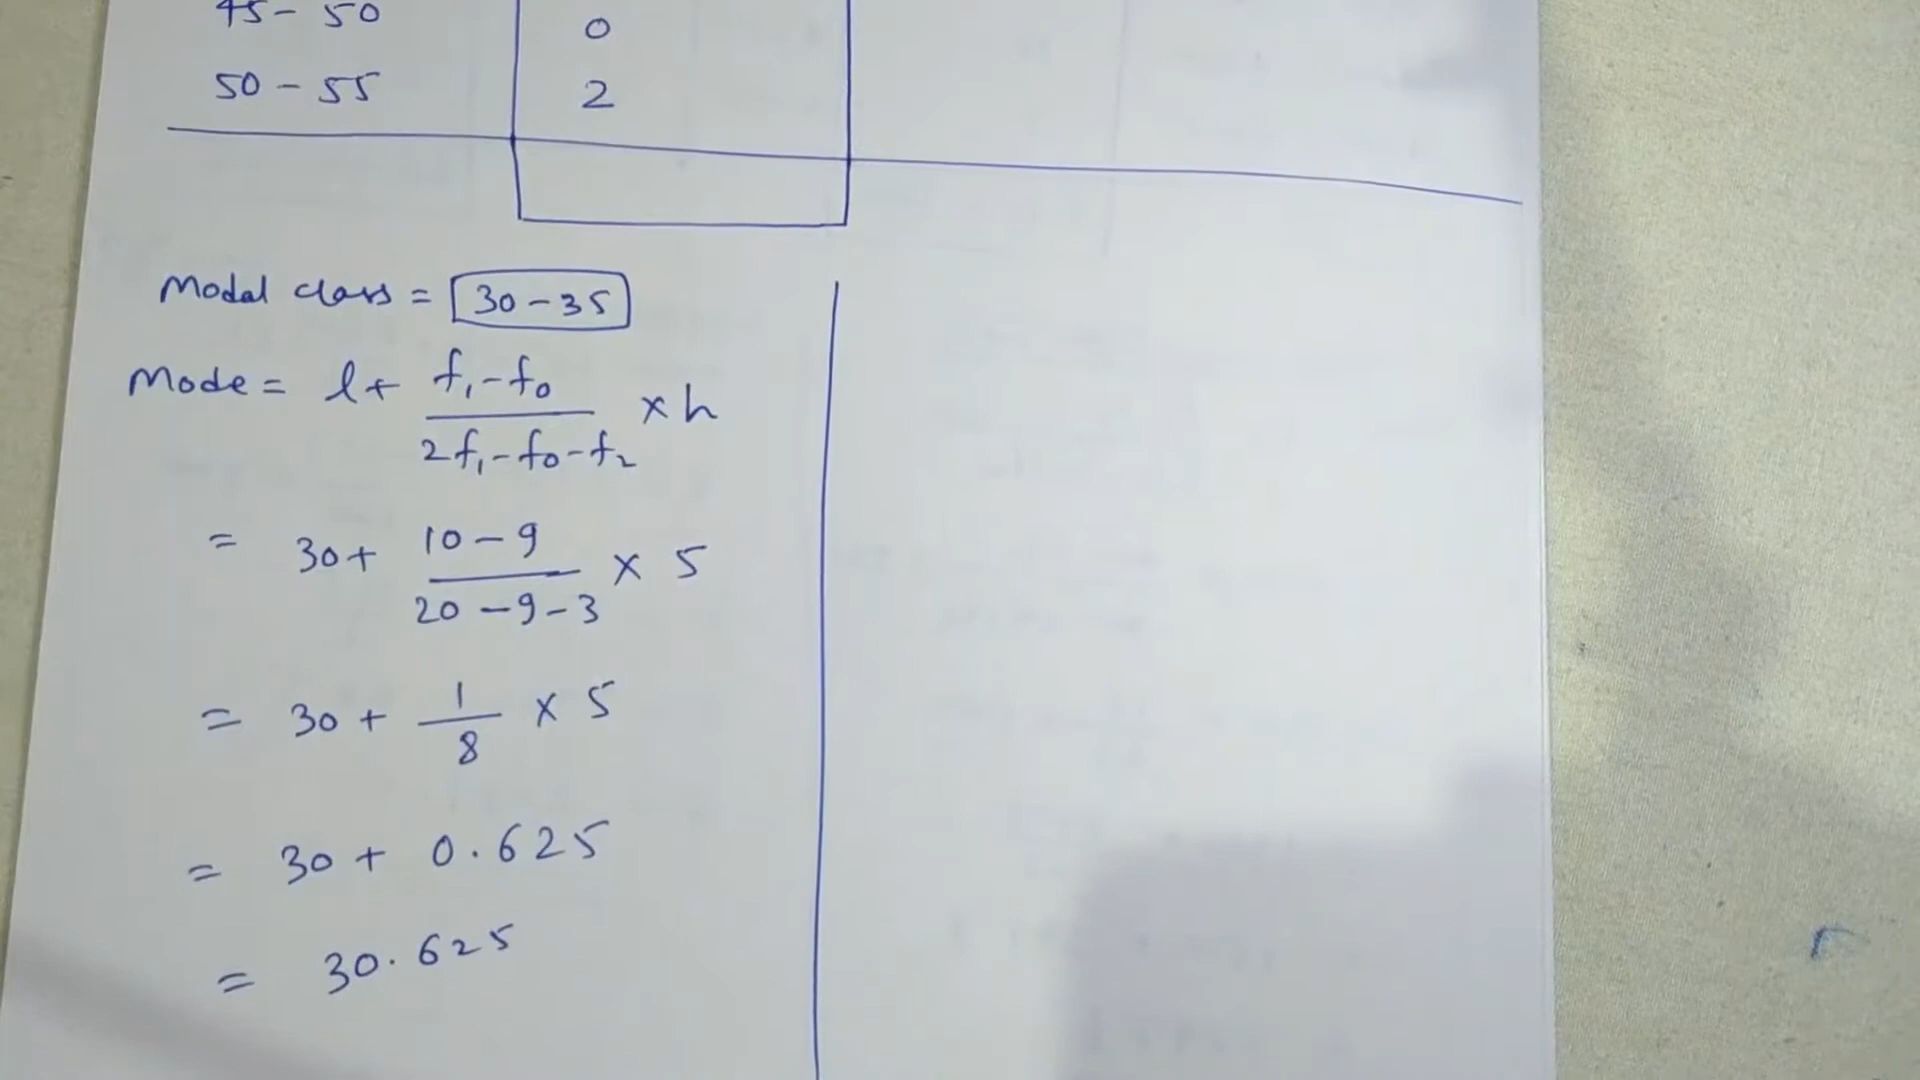 45 - 50 0
50 - 55 2
Modal class = 30 - 35
Mode = l + f₁ - f₀ / 2f₁ - f₀ - f₂ × h
= 30 + 10 - 9 / 20 - 9 - 3 × 5
= 30 + 1/8 × 5
= 30 + 0.625
= 30.625